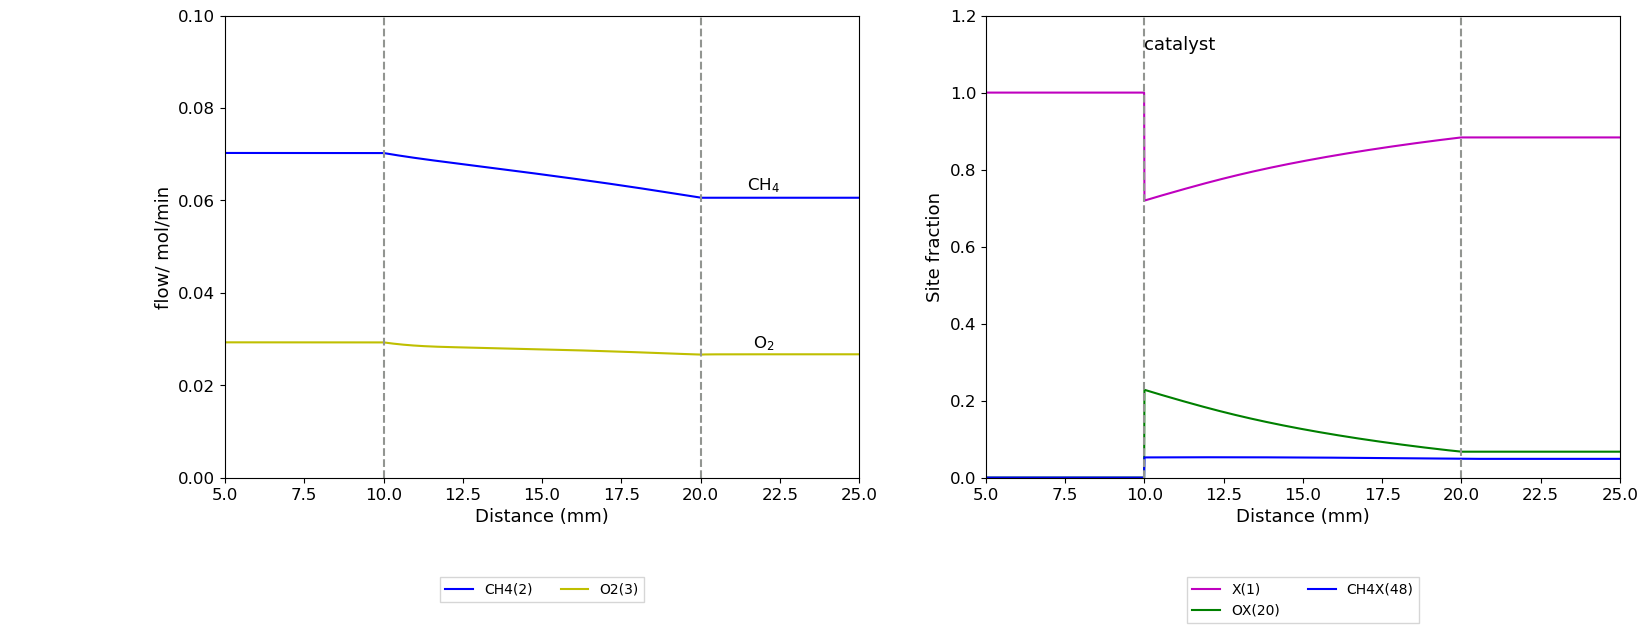 0.10
0.08
0.06
0.04
0.02
0.00
flow/ mol/min
CH₄
O₂
5.0 7.5 10.0 12.5 15.0 17.5 20.0 22.5 25.0
Distance (mm)
CH4(2) O2(3)
1.2
1.0
0.8
0.6
0.4
0.2
0.0
Site fraction
catalyst
5.0 7.5 10.0 12.5 15.0 17.5 20.0 22.5 25.0
Distance (mm)
X(1) CH4X(48)
OX(20)